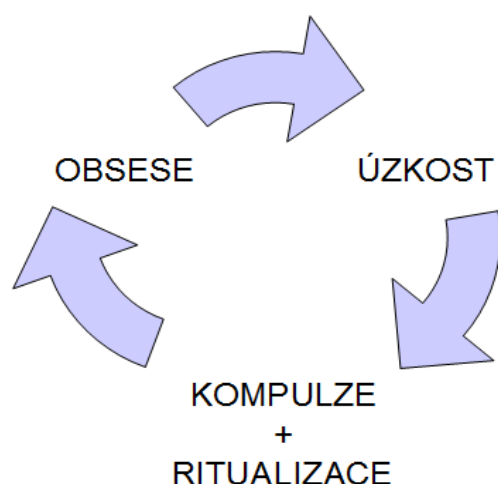 OBSESE
ÚZKOST
KOMPULZE
+
RITUALIZACE